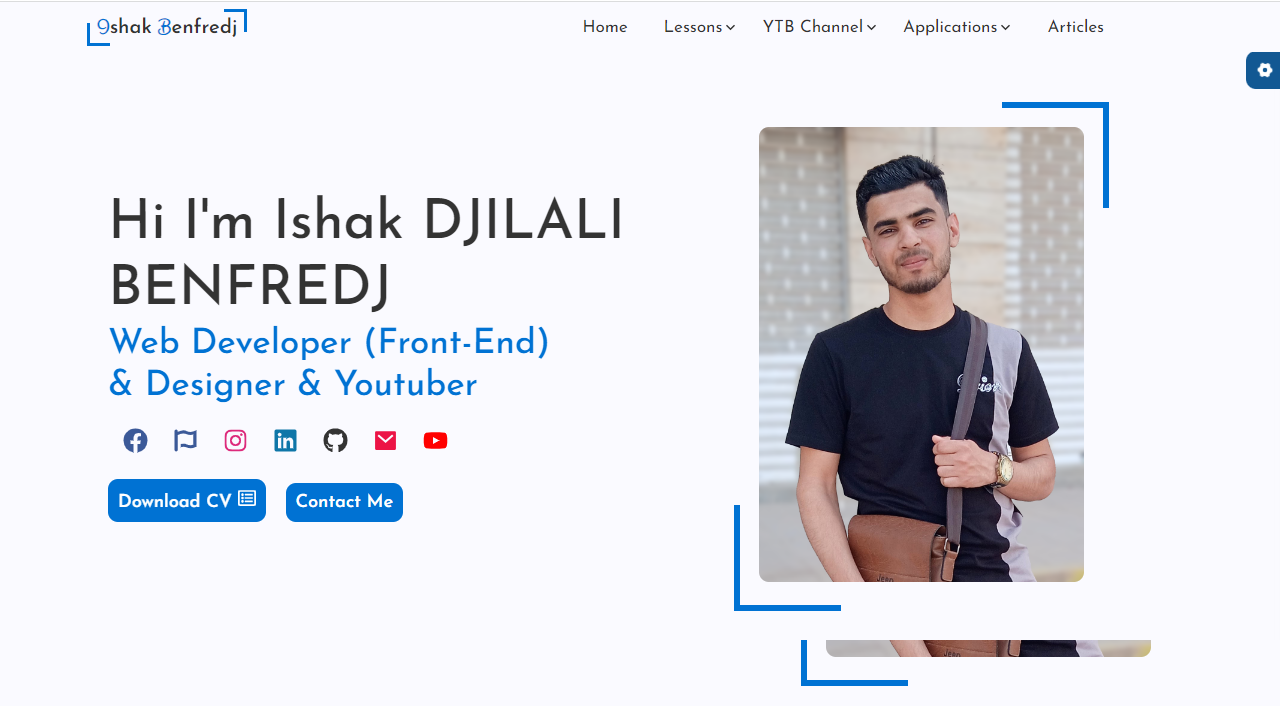 Ishak Benfredj
Home Lessons YTB Channel Applications Articles
Hi I'm Ishak DJILALI
BENFREDJ
Web Developer (Front-End)
& Designer & Youtuber
Download CV Contact Me